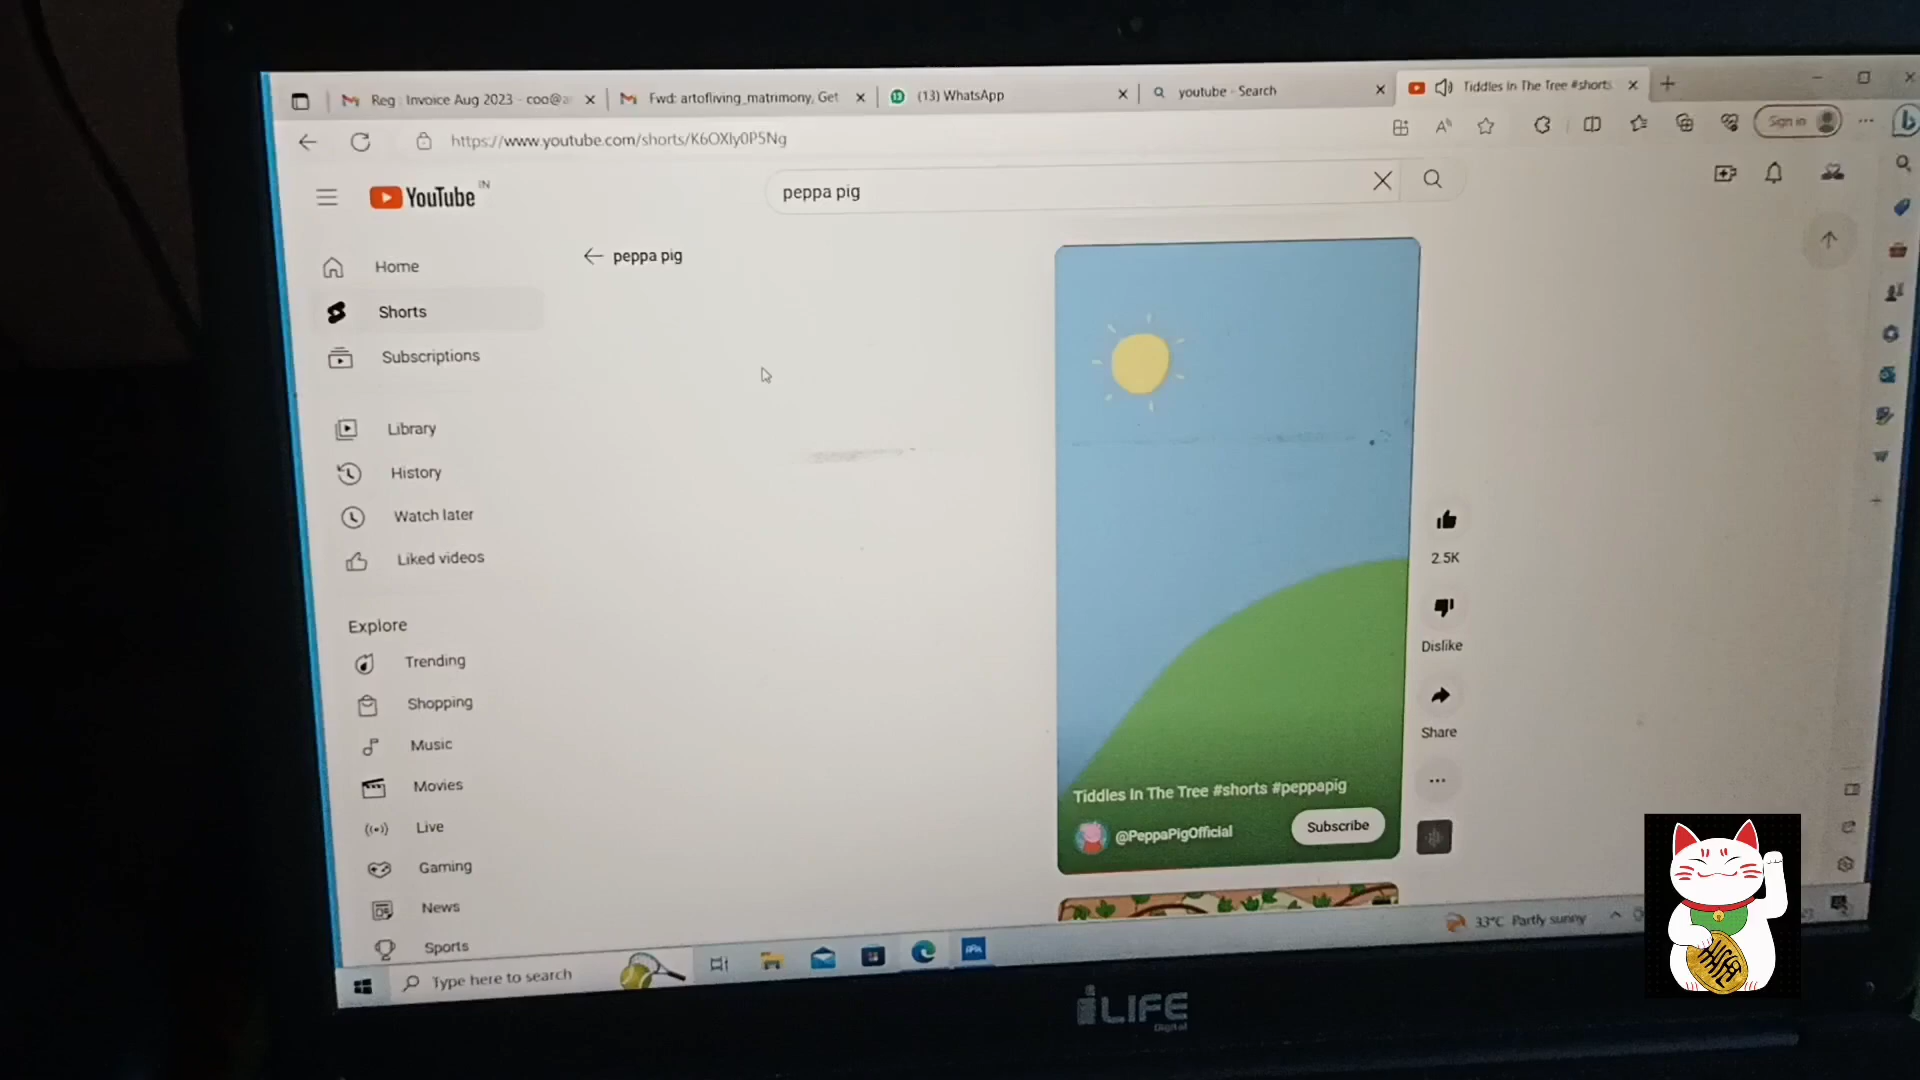 Reg : Invoice Aug 2023 - coo@a
Fwd: artofliving_matrimony, Get
(13) WhatsApp
youtube - Search
Tiddles In The Tree #shorts
https://www.youtube.com/shorts/K6OXly0P5Ng
Sign in
YouTube IN
peppa pig
Home
peppa pig
Shorts
Subscriptions
Library
History
Watch later
Liked videos
2.5K
Dislike
Share
Explore
Trending
Shopping
Music
Movies
Live
Gaming
News
Sports
Tiddles In The Tree #shorts #peppapig
@PeppaPigOfficial
Subscribe
33°C Partly sunny
Type here to search
iLIFE
Digital